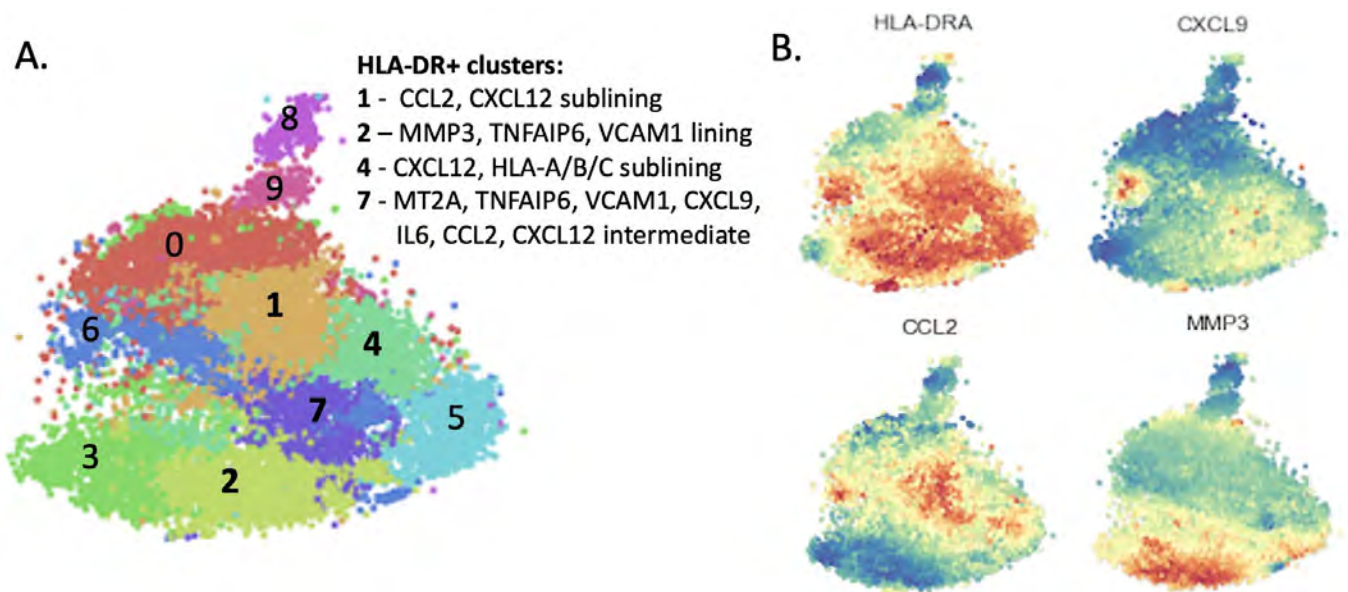 A.
HLA-DR+ clusters:
1 - CCL2, CXCL12 sublining
2 – MMP3, TNFAIP6, VCAM1 lining
4 - CXCL12, HLA-A/B/C sublining
7 - MT2A, TNFAIP6, VCAM1, CXCL9,
IL6, CCL2, CXCL12 intermediate
8
9
0
1
6
4
7
5
3
2
B.
HLA-DRA
CXCL9
CCL2
MMP3